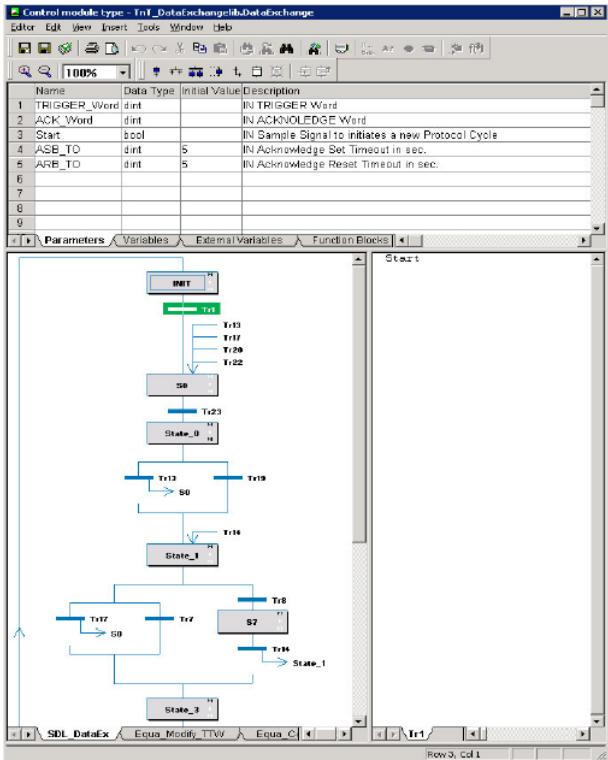 Control module type - TnT_DataExchangelib.DataExchange
Editor Edit View Insert Tools Window Help
100%
Name Data Type Initial Value Description
1 TRIGGER_Word dint IN TRIGGER Word
2 ACK_Word dint IN ACKNOLEDGE Word
3 Start bool IN Sample Signal to initiates a new Protocol Cycle
4 ASB_TO dint 5 IN Acknowledge Set Timeout in sec.
5 ARB_TO dint 5 IN Acknowledge Reset Timeout in sec.
6
7
8
9
Parameters Variables External Variables Function Blocks
Start
INIT
Tr1
Tr13
Tr17
Tr20
Tr22
S0
Tr23
State_0
Tr13 Tr19
S0
Tr14
State_1
Tr8
Tr17 Tr7 S7
S0
Tr14
State_1
State_3
SDL_DataEx Equa_Modify_TTW Equa_C Tr1
Row 3, Col 1